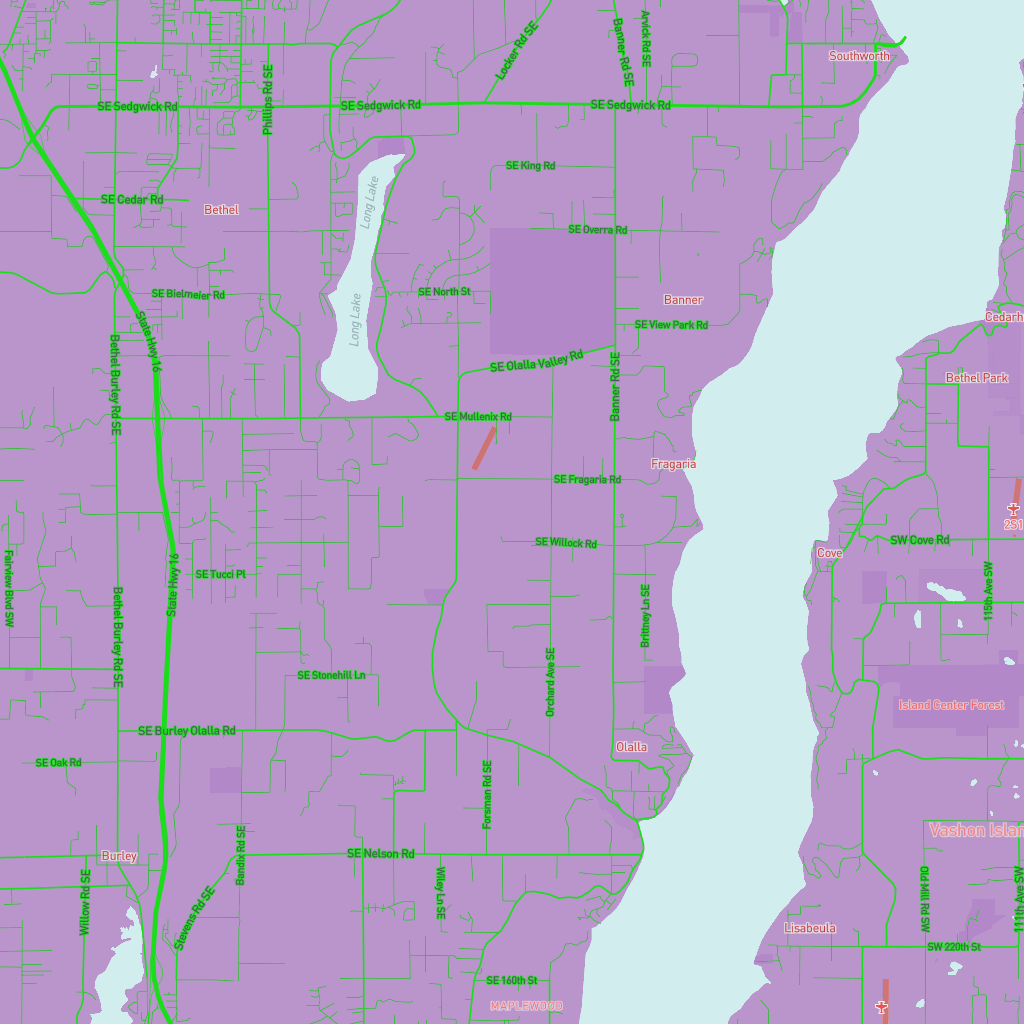 Locker Rd SE
Banner Rd SE
Arvick Rd SE
Southworth
Phillips Rd SE
SE Sedgwick Rd
SE Sedgwick Rd
SE Sedgwick Rd
SE King Rd
SE Cedar Rd
Bethel
Long Lake
SE Overra Rd
SE Bielmeier Rd
SE North St
Banner
Long Lake
State Hwy 16
SE View Park Rd
Bethel Burley Rd SE
SE Olalla Valley Rd
Banner Rd SE
Bethel Park
SE Mullenix Rd
Fragaria
SE Fragaria Rd
2S1
SE Willock Rd
SW Cove Rd
Cove
Fairview Blvd SW
State Hwy 16
SE Tucci Pl
Bethel Burley Rd SE
Britney Ln SE
115th Ave SW
SE Stonehill Ln
Orchard Ave SE
Island Center Forest
SE Burley Olalla Rd
Olalla
SE Oak Rd
Forsman Rd SE
Burley
Bandix Rd SE
SE Nelson Rd
Willow Rd SE
Stevens Rd SE
Wiley Ln SE
Old Mill Rd SW
111th Ave SW
Lisabeula
SW 220th St
SE 160th St
MAPLEWOOD